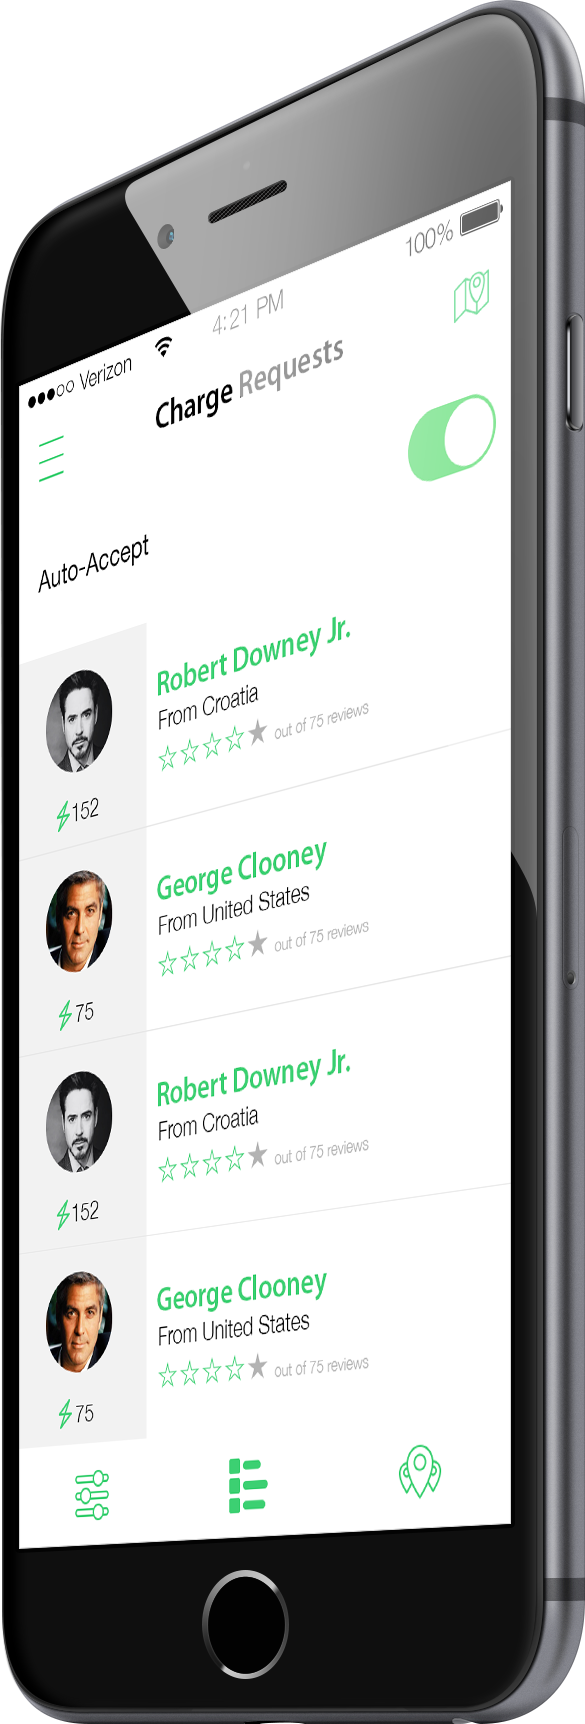 Verizon 4:21 PM 100%
Charge Requests
Auto-Accept
Robert Downey Jr.
From Croatia
out of 75 reviews
152
George Clooney
From United States
out of 75 reviews
75
Robert Downey Jr.
From Croatia
out of 75 reviews
152
George Clooney
From United States
out of 75 reviews
75